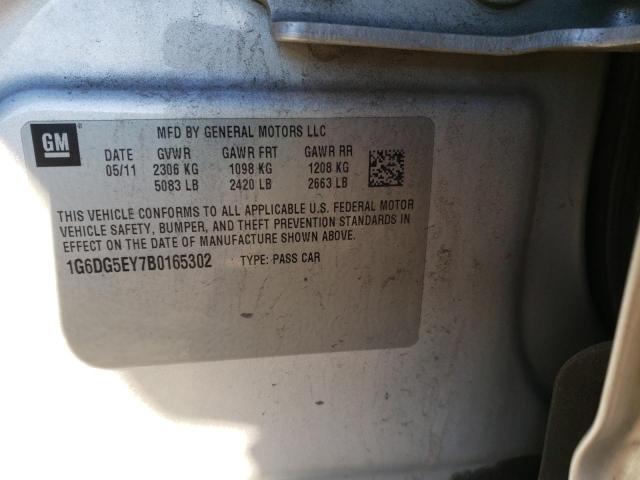 GM
MFD BY GENERAL MOTORS LLC
DATE GVWR GAWR FRT GAWR RR
05/11 2306 KG 1098 KG 1208 KG
5083 LB 2420 LB 2663 LB
THIS VEHICLE CONFORMS TO ALL APPLICABLE U.S. FEDERAL MOTOR
VEHICLE SAFETY, BUMPER, AND THEFT PREVENTION STANDARDS IN
EFFECT ON THE DATE OF MANUFACTURE SHOWN ABOVE.
1G6DG5EY7B0165302 TYPE: PASS CAR